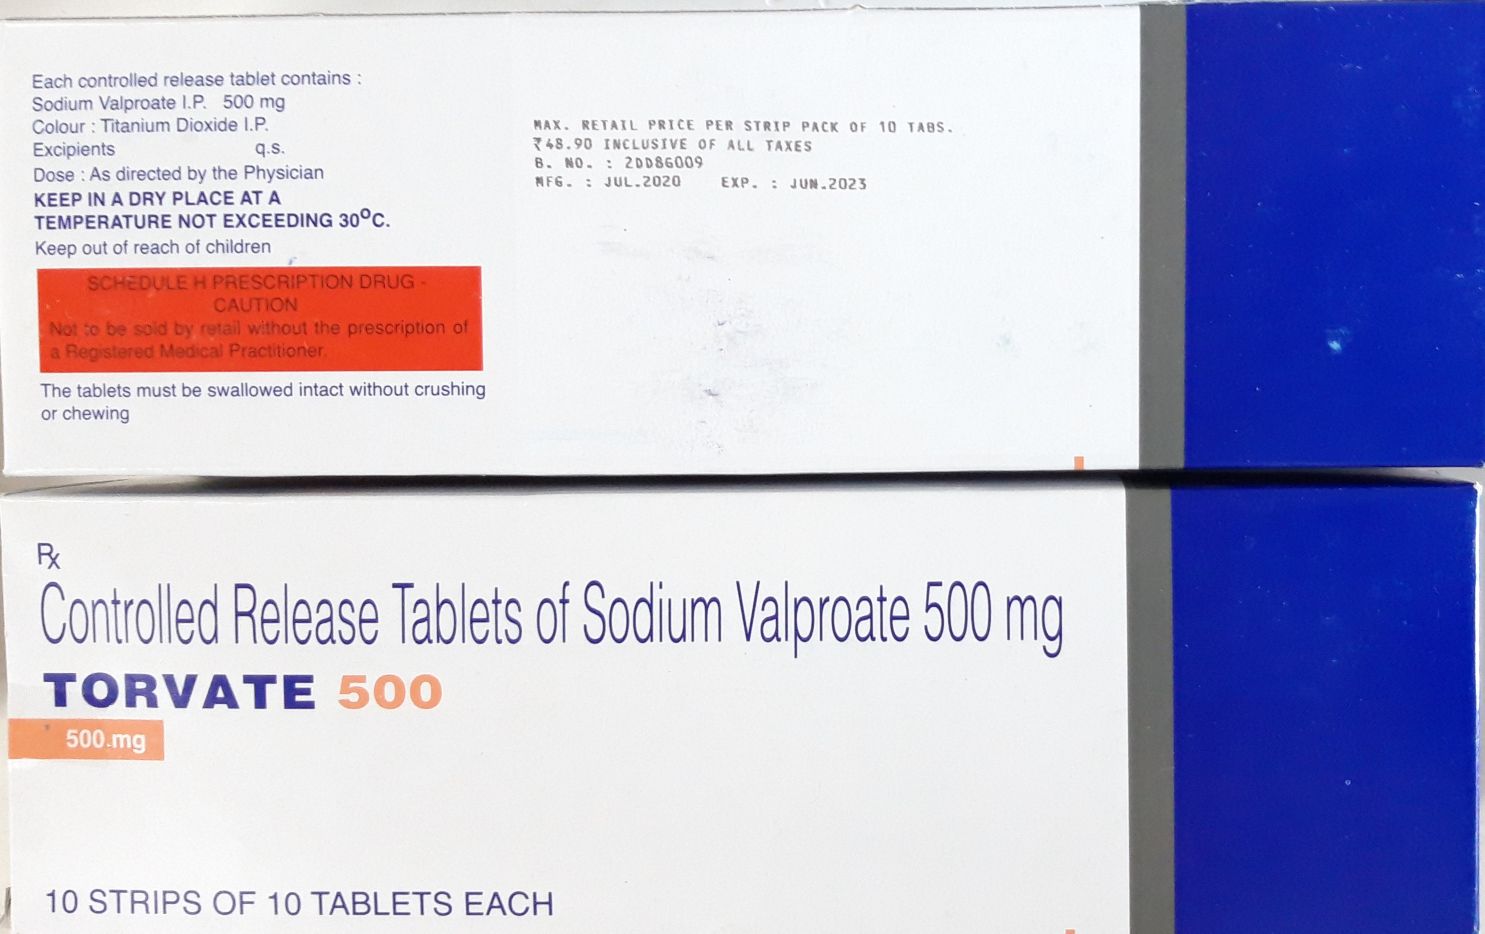 Each controlled release tablet contains :
Sodium Valproate I.P. 500 mg
Colour : Titanium Dioxide I.P.
Excipients q.s.
Dose : As directed by the Physician
KEEP IN A DRY PLACE AT A
TEMPERATURE NOT EXCEEDING 30⁰C.
Keep out of reach of children
SCHEDULE H PRESCRIPTION DRUG -
CAUTION
Not to be sold by retail without the prescription of
a Registered Medical Practitioner.
The tablets must be swallowed intact without crushing
or chewing
MAX. RETAIL PRICE PER STRIP PACK OF 10 TABS.
₹48.90 INCLUSIVE OF ALL TAXES
B. NO. : 2DD8G009
MFG. : JUL.2020 EXP. : JUN.2023
Rx
Controlled Release Tablets of Sodium Valproate 500 mg
TORVATE 500
500 mg
10 STRIPS OF 10 TABLETS EACH